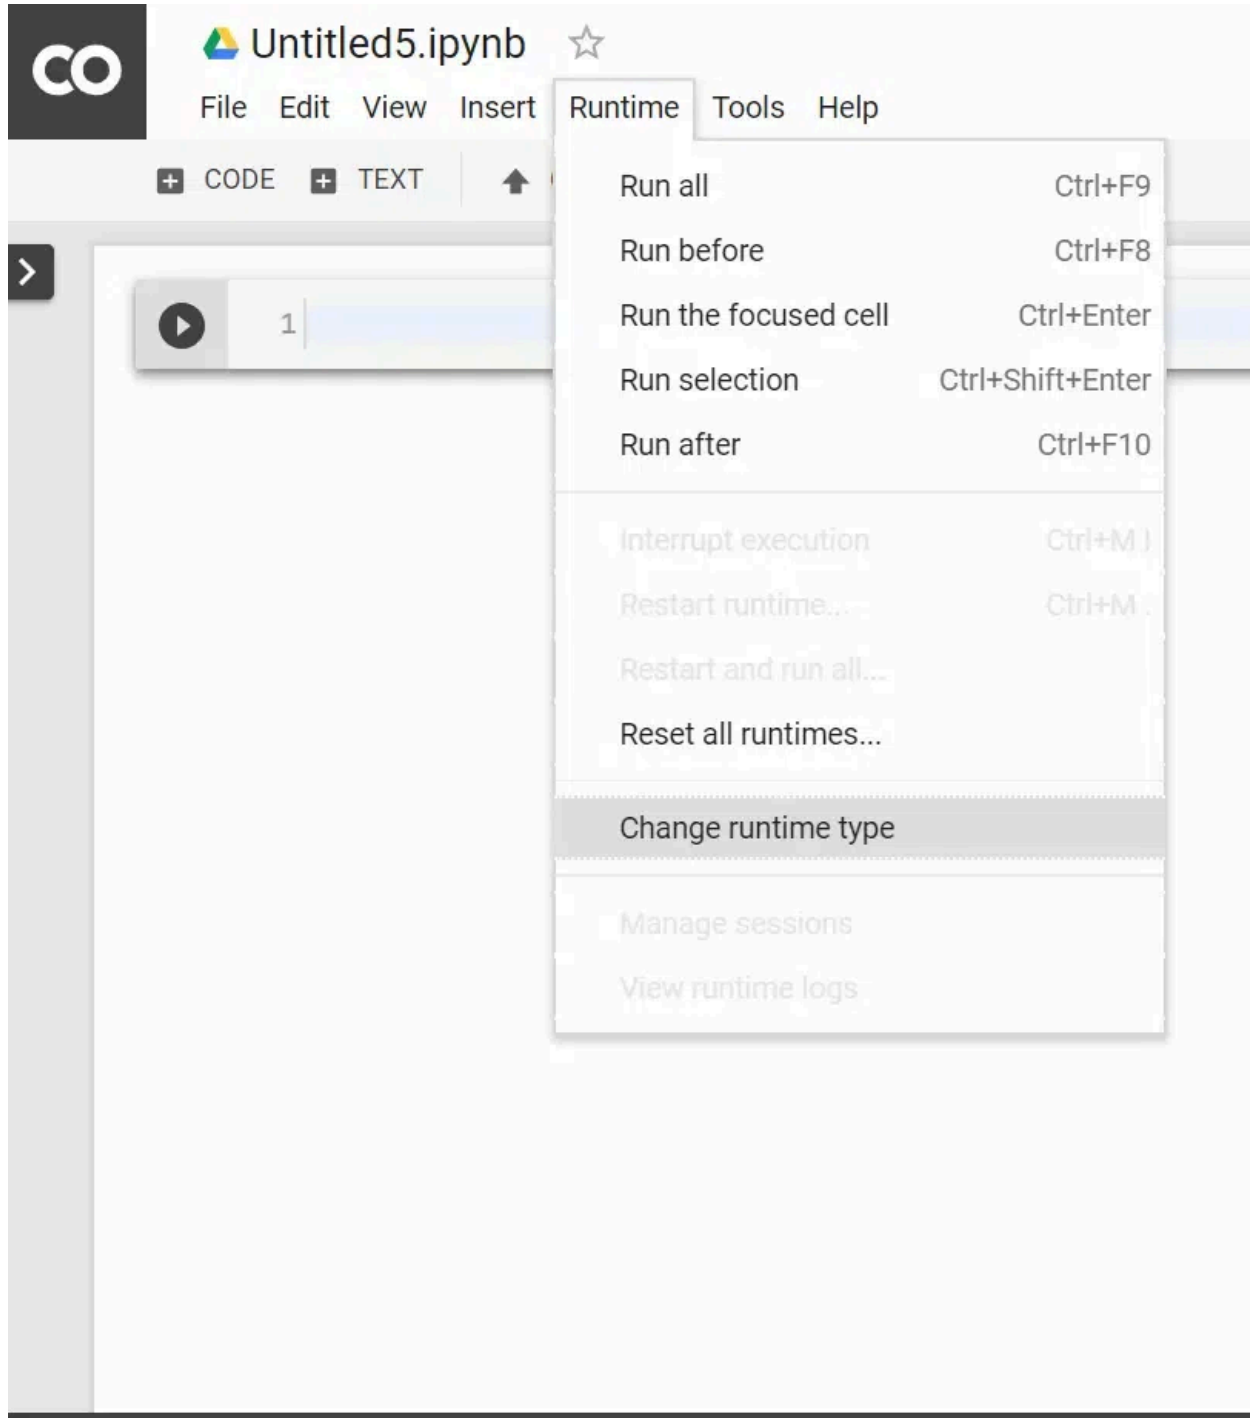 CO
Untitled5.ipynb
File Edit View Insert Runtime Tools Help
CODE TEXT
Run all Ctrl+F9
Run before Ctrl+F8
1
Run the focused cell Ctrl+Enter
Run selection Ctrl+Shift+Enter
Run after Ctrl+F10
Interrupt execution Ctrl+M I
Restart runtime... Ctrl+M .
Restart and run all...
Reset all runtimes...
Change runtime type
Manage sessions
View runtime logs